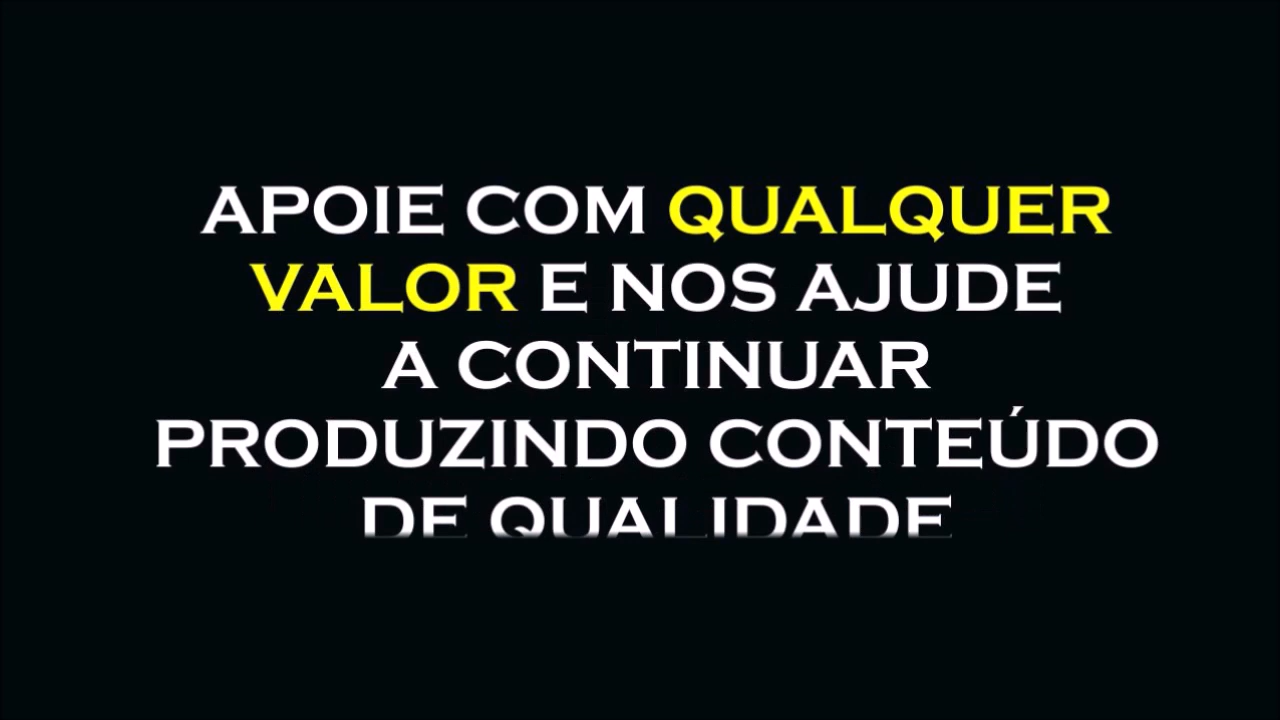 APOIE COM QUALQUER
VALOR E NOS AJUDE
A CONTINUAR
PRODUZINDO CONTEÚDO
DE QUALIDADE